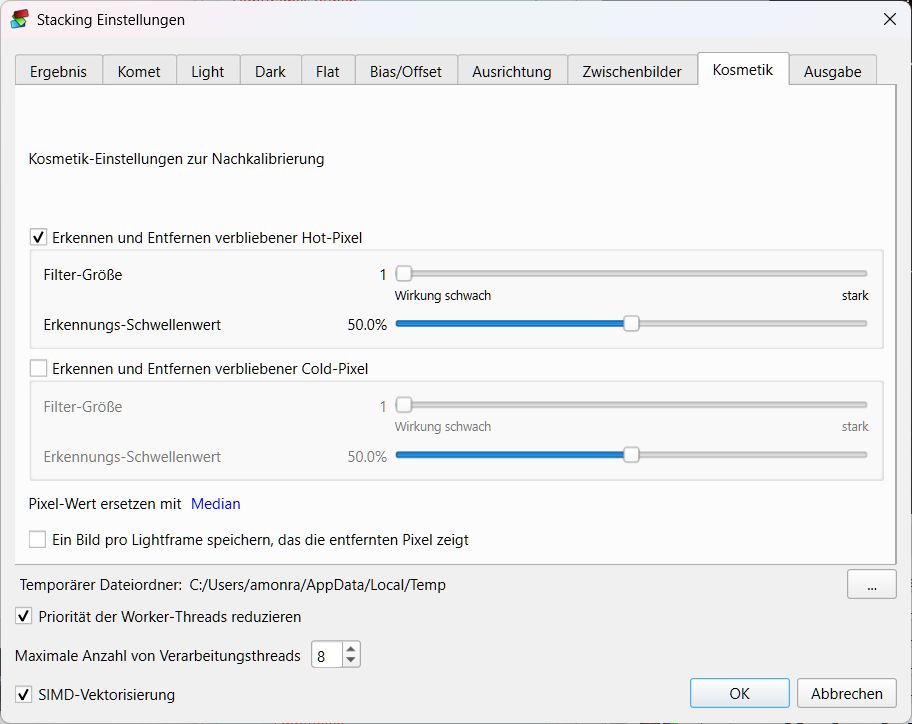 Stacking Einstellungen
Ergebnis Komet Light Dark Flat Bias/Offset Ausrichtung Zwischenbilder Kosmetik Ausgabe
Kosmetik-Einstellungen zur Nachkalibrierung
Erkennen und Entfernen verbliebener Hot-Pixel
Filter-Größe 1
Wirkung schwach stark
Erkennungs-Schwellenwert 50.0%
Erkennen und Entfernen verbliebener Cold-Pixel
Filter-Größe 1
Wirkung schwach stark
Erkennungs-Schwellenwert 50.0%
Pixel-Wert ersetzen mit Median
Ein Bild pro Lightframe speichern, das die entfernten Pixel zeigt
Temporärer Dateiordner: C:/Users/amonra/AppData/Local/Temp ...
Priorität der Worker-Threads reduzieren
Maximale Anzahl von Verarbeitungsthreads 8
SIMD-Vektorisierung OK Abbrechen